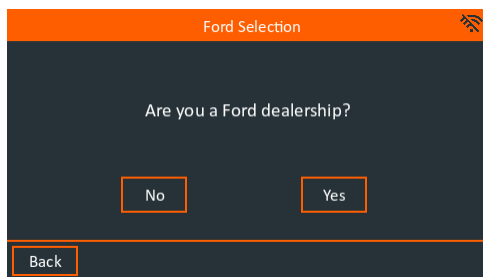 Ford Selection
Are you a Ford dealership?
No
Yes
Back